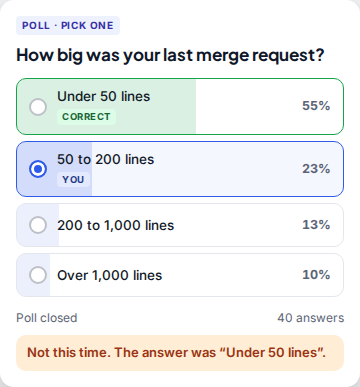 POLL · PICK ONE
How big was your last merge request?
Under 50 lines
CORRECT
55%
50 to 200 lines
YOU
23%
200 to 1,000 lines
13%
Over 1,000 lines
10%
Poll closed
40 answers
Not this time. The answer was “Under 50 lines”.